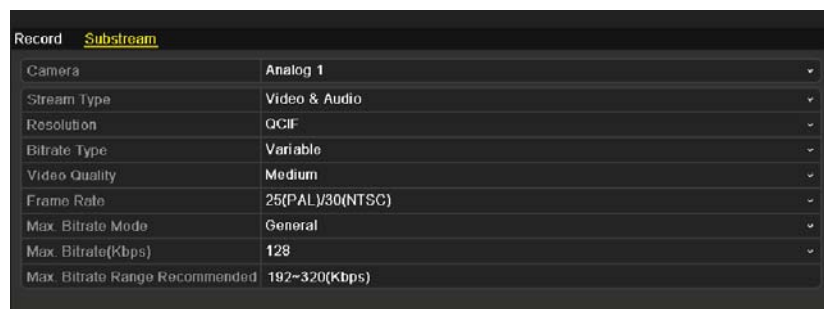 Record Substream
Camera Analog 1
Stream Type Video & Audio
Resolution QCIF
Bitrate Type Variable
Video Quality Medium
Frame Rate 25(PAL)/30(NTSC)
Max. Bitrate Mode General
Max. Bitrate(Kbps) 128
Max. Bitrate Range Recommended 192~320(Kbps)